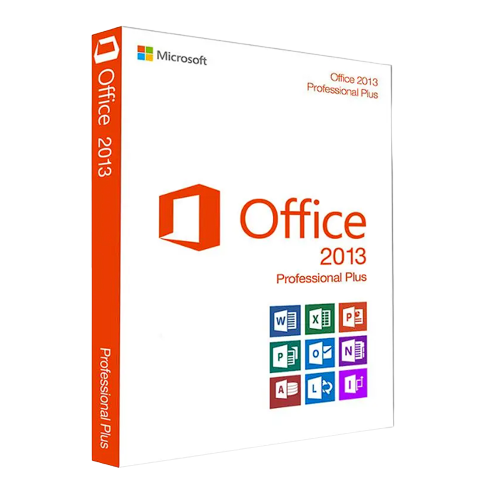 Office 2013
Professional Plus
Microsoft
Office 2013
Professional Plus
Office
2013
Professional Plus
W X P
P O N
A L I